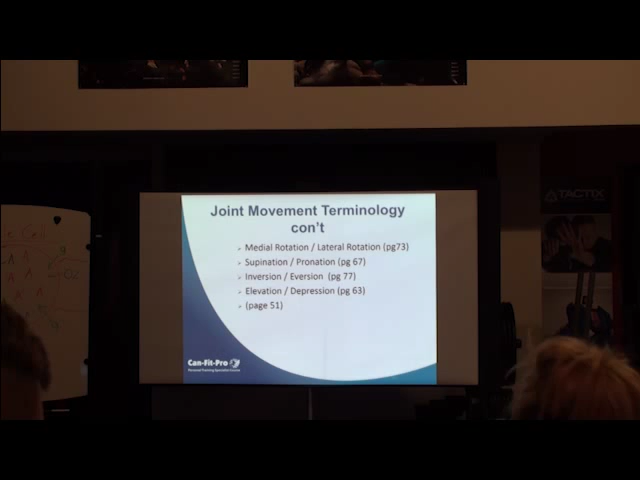 Joint Movement Terminology
con't
Medial Rotation / Lateral Rotation (pg73)
Supination / Pronation (pg 67)
Inversion / Eversion (pg 77)
Elevation / Depression (pg 63)
(page 51)
Can-Fit-Pro
TACTIX
Cell